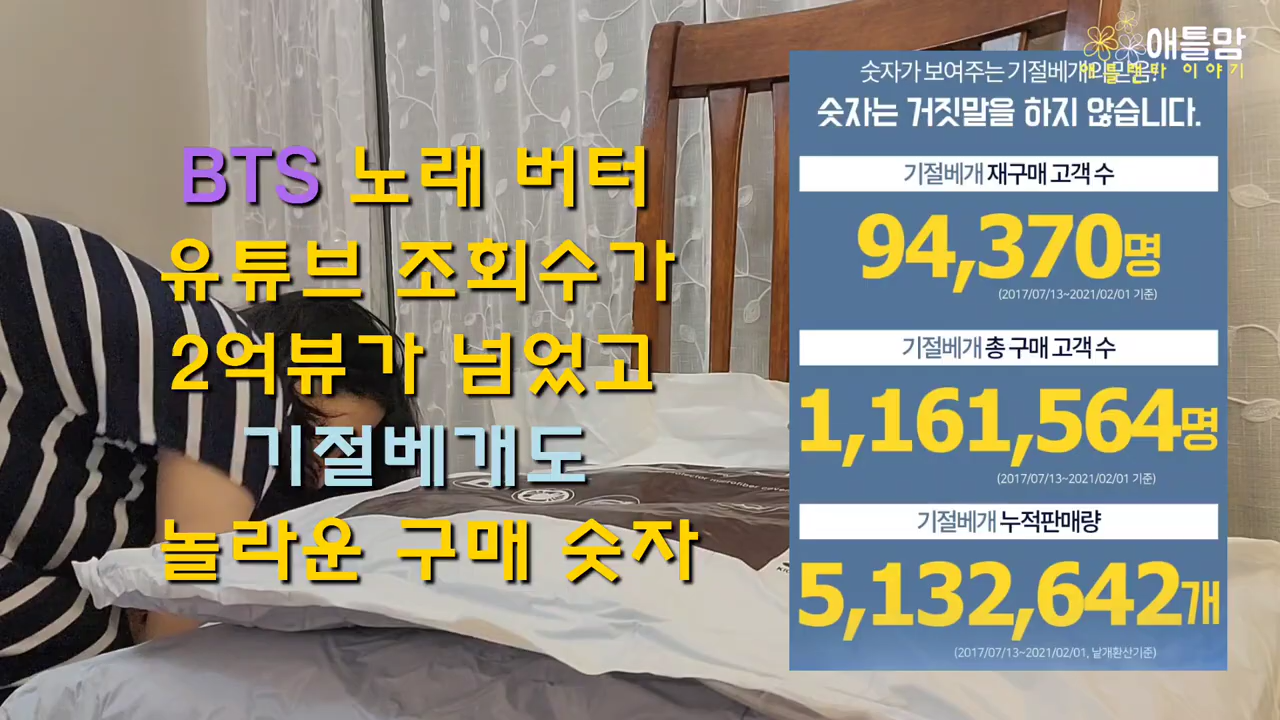 애틀맘
BTS 노래 버터
유튜브 조회수가
2억뷰가 넘었고
기절베개도
놀라운 구매 숫자
숫자가 보여주는 기절베개의 믿음!
숫자는 거짓말을 하지 않습니다.
기절베개 재구매 고객 수
94,370명
(2017/07/13~2021/02/01 기준)
기절베개 총 구매 고객 수
1,161,564명
(2017/07/13~2021/02/01 기준)
기절베개 누적판매량
5,132,642개
(2017/07/13~2021/02/01, 낱개환산기준)